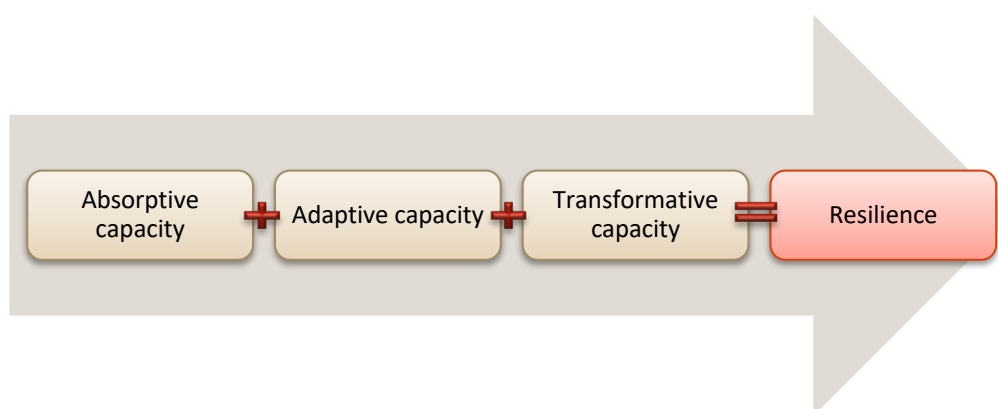 Absorptive
capacity
Adaptive capacity
Transformative
capacity
Resilience